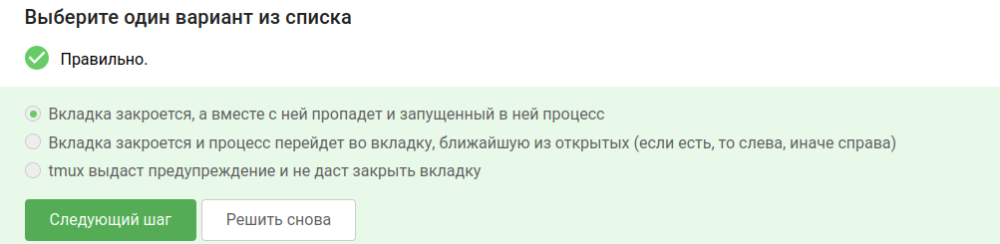 Выберите один вариант из списка
Правильно.
Вкладка закроется, а вместе с ней пропадет и запущенный в ней процесс
Вкладка закроется и процесс перейдет во вкладку, ближайшую из открытых (если есть, то слева, иначе справа)
tmux выдаст предупреждение и не даст закрыть вкладку
Следующий шаг Решить снова